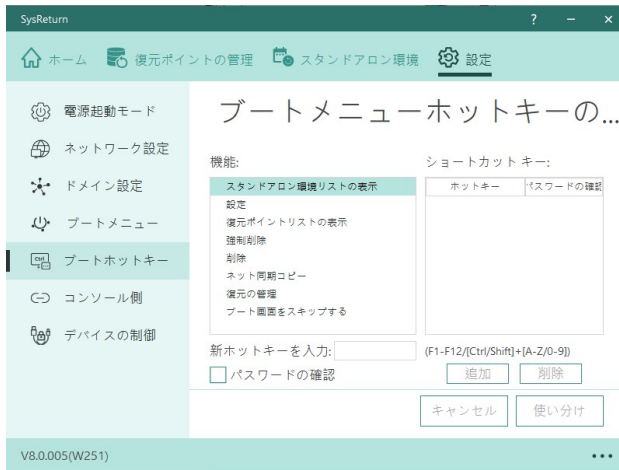 SysReturn
ホーム 復元ポイントの管理 スタンドアロン環境 設定
電源起動モード
ネットワーク設定
ドメイン設定
ブートメニュー
ブートホットキー
コンソール側
デバイスの制御
ブートメニューホットキーの...
機能:
スタンドアロン環境リストの表示
設定
復元ポイントリストの表示
強制削除
削除
ネット同期コピー
復元の管理
ブート画面をスキップする
ショートカット キー:
ホットキー パスワードの確認
新ホットキーを入力: (F1-F12/[Ctrl/Shift]+[A-Z/0-9])
パスワードの確認
追加 削除
キャンセル 使い分け
V8.0.005(W251)